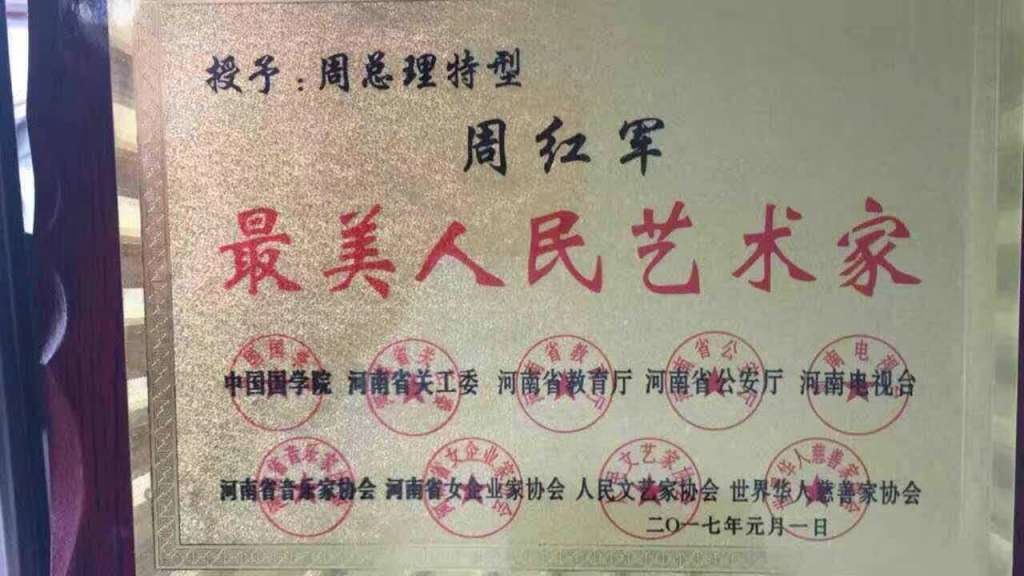 授予:周总理特型
周红军
最美人民艺术家
中国国学院 河南省关工委 河南省教育厅 河南省公安厅 河南电视台
河南省音乐家协会 河南省女企业家协会 人民文艺家协会 世界华人慈善家协会
二〇一七年元月一日